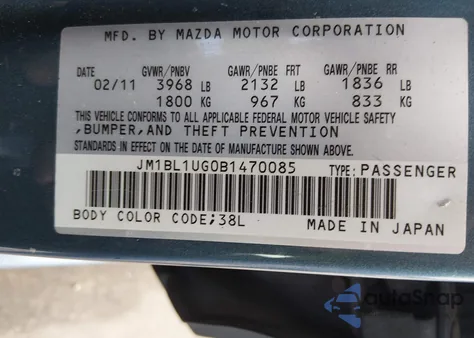 MFD. BY MAZDA MOTOR CORPORATION
GVWR/PNBV GAWR/PNBE FRT GAWR/PNBE RR
02/11 3968 LB 2132 LB 1836 LB
1800 KG 967 KG 833 KG
THIS VEHICLE CONFORMS TO ALL APPLICABLE FEDERAL MOTOR VEHICLE SAFETY
,BUMPER,AND THEFT PREVENTION
STANDARDS IN EFFECT ON THE DATE OF MANUFACTURE SHOWN ABOVE.
JM1BL1UG0B1470085 TYPE: PASSENGER
BODY COLOR CODE;38L MADE IN JAPAN
AutoSnap